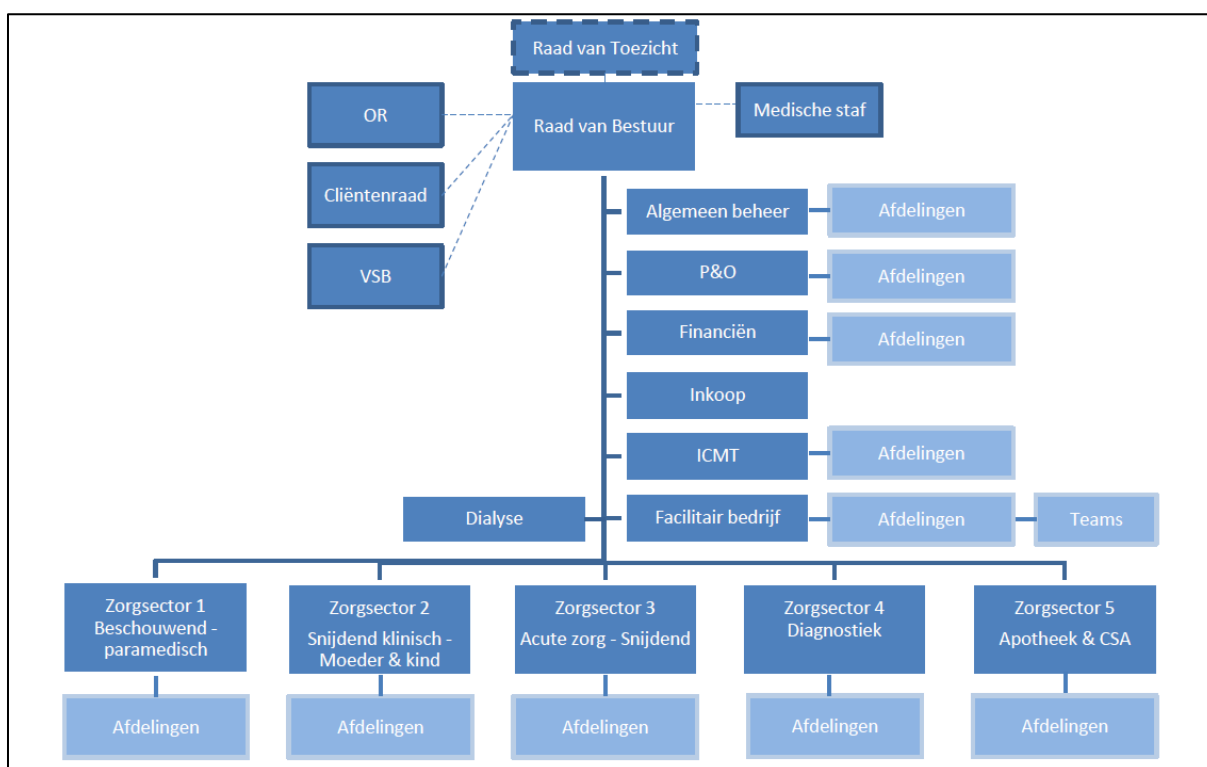 Raad van Toezicht
OR
Raad van Bestuur
Medische staf
Cliëntenraad
VSB
Algemeen beheer
Afdelingen
P&O
Afdelingen
Financiën
Afdelingen
Inkoop
ICMT
Afdelingen
Dialyse
Facilitair bedrijf
Afdelingen
Teams
Zorgsector 1
Beschouwend -
paramedisch
Zorgsector 2
Snijdend klinisch -
Moeder & kind
Zorgsector 3
Acute zorg - Snijdend
Zorgsector 4
Diagnostiek
Zorgsector 5
Apotheek & CSA
Afdelingen
Afdelingen
Afdelingen
Afdelingen
Afdelingen